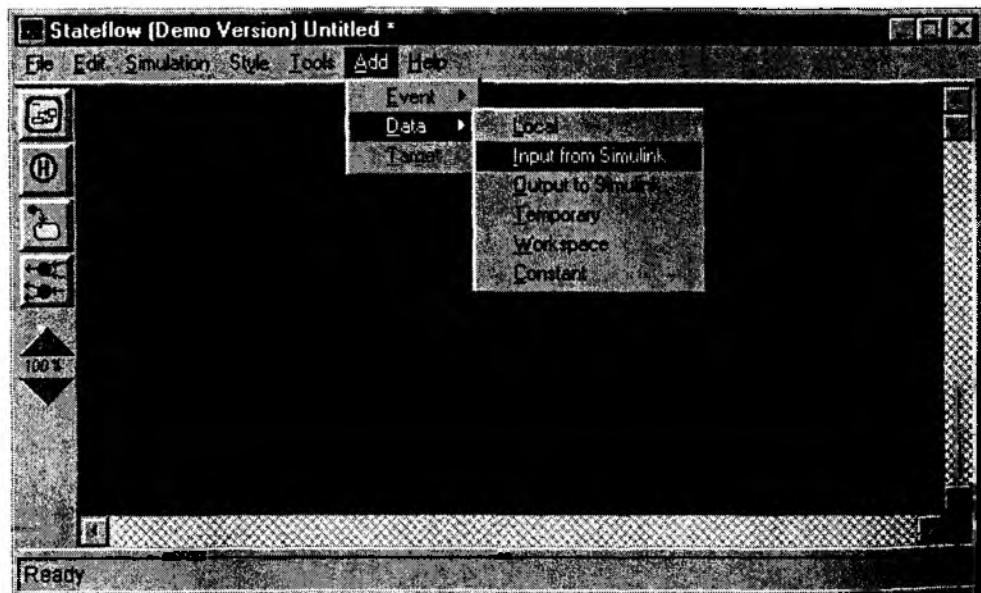 Stateflow (Demo Version) Untitled *
File Edit Simulation Style Tools Add Help
Event
Data
Target
Local
Input from Simulink
Output to Simulink
Temporary
Workspace
Constant
H
100%
Ready